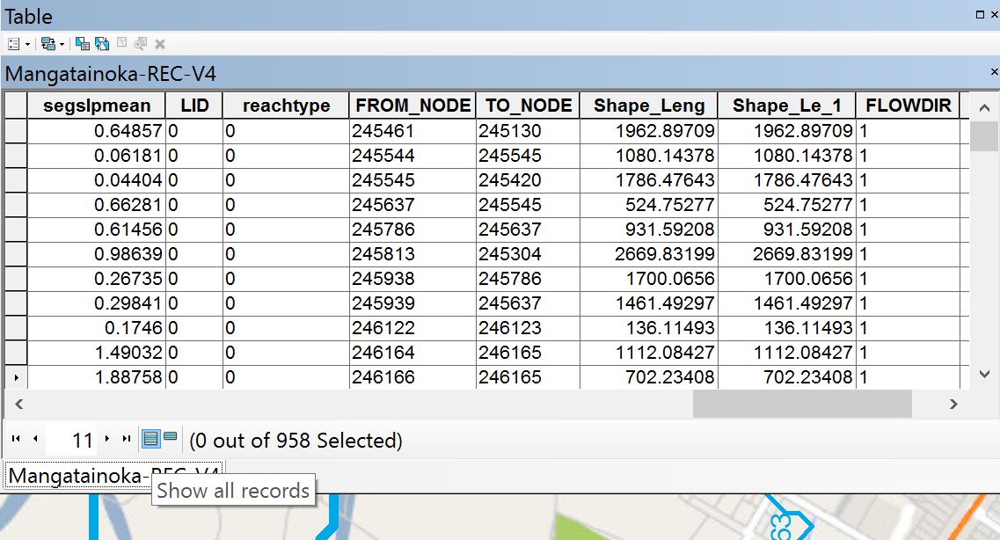 Table
Mangatainoka-REC-V4
segslpmean LID reachtype FROM_NODE TO_NODE Shape_Leng Shape_Le_1 FLOWDIR
0.64857 0 0 245461 245130 1962.89709 1962.89709 1
0.06181 0 0 245544 245545 1080.14378 1080.14378 1
0.04404 0 0 245545 245420 1786.47643 1786.47643 1
0.66281 0 0 245637 245545 524.75277 524.75277 1
0.61456 0 0 245786 245637 931.59208 931.59208 1
0.98639 0 0 245813 245304 2669.83199 2669.83199 1
0.26735 0 0 245938 245786 1700.0656 1700.0656 1
0.29841 0 0 245939 245637 1461.49297 1461.49297 1
0.1746 0 0 246122 246123 136.11493 136.11493 1
1.49032 0 0 246164 246165 1112.08427 1112.08427 1
1.88758 0 0 246166 246165 702.23408 702.23408 1
11 (0 out of 958 Selected)
Mangatainoka-REC-V4
Show all records
63